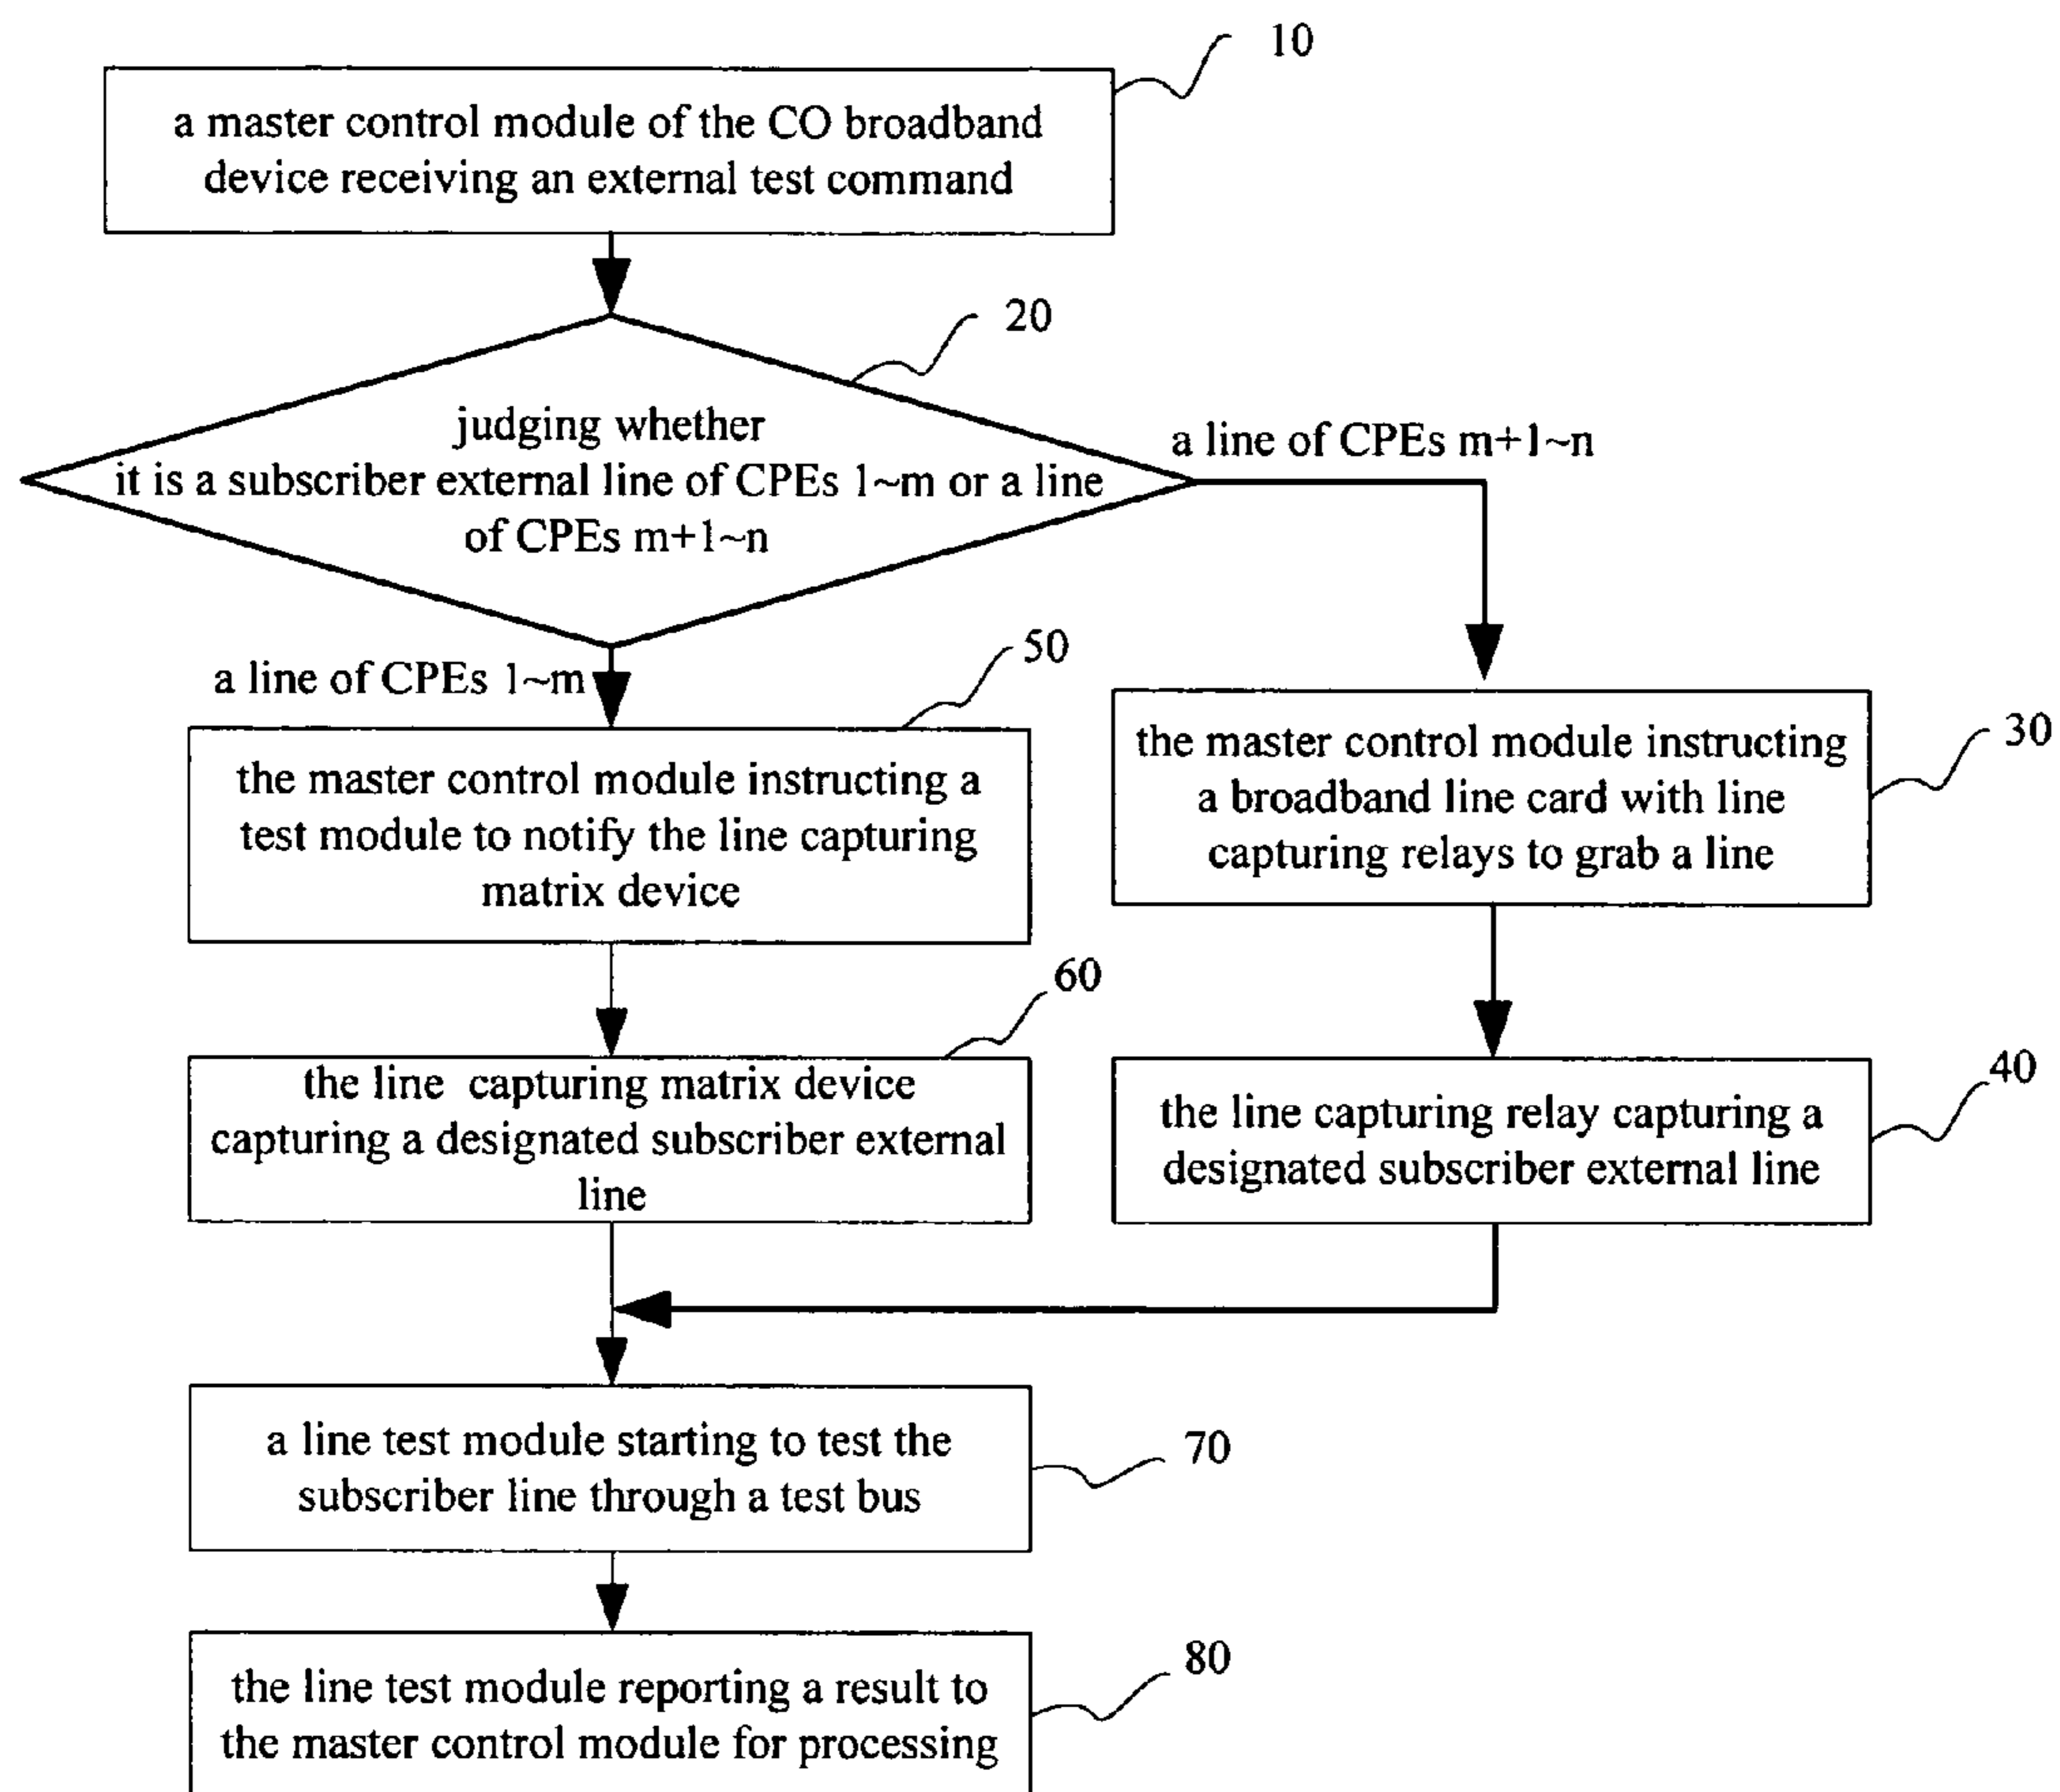 10
a master control module of the CO broadband
device receiving an external test command
20
judging whether
it is a subscriber external line of CPEs 1~m or a line
of CPEs m+1~n
a line of CPEs m+1~n
a line of CPEs 1~m
50
the master control module instructing a
test module to notify the line capturing
matrix device
30
the master control module instructing
a broadband line card with line
capturing relays to grab a line
60
the line capturing matrix device
capturing a designated subscriber external
line
40
the line capturing relay capturing a
designated subscriber external line
70
a line test module starting to test the
subscriber line through a test bus
80
the line test module reporting a result to
the master control module for processing